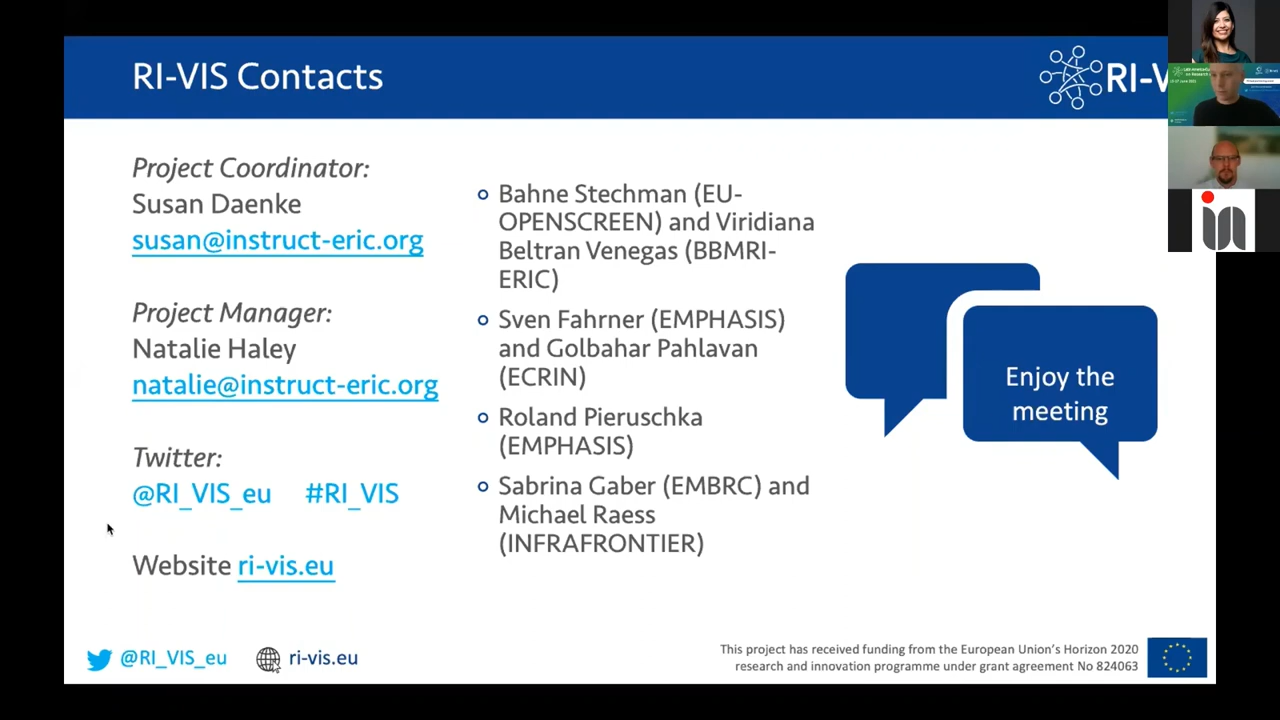 RI-VIS Contacts
RI-V
Project Coordinator:
Susan Daenke
susan@instruct-eric.org
Project Manager:
Natalie Haley
natalie@instruct-eric.org
Twitter:
@RI_VIS_eu #RI_VIS
Website ri-vis.eu
Bahne Stechman (EU-
OPENSCREEN) and Viridiana
Beltran Venegas (BBMRI-
ERIC)
Sven Fahrner (EMPHASIS)
and Golbahar Pahlavan
(ECRIN)
Roland Pieruschka
(EMPHASIS)
Sabrina Gaber (EMBRC) and
Michael Raess
(INFRAFRONTIER)
Enjoy the
meeting
@RI_VIS_eu ri-vis.eu
This project has received funding from the European Union’s Horizon 2020
research and innovation programme under grant agreement No 824063